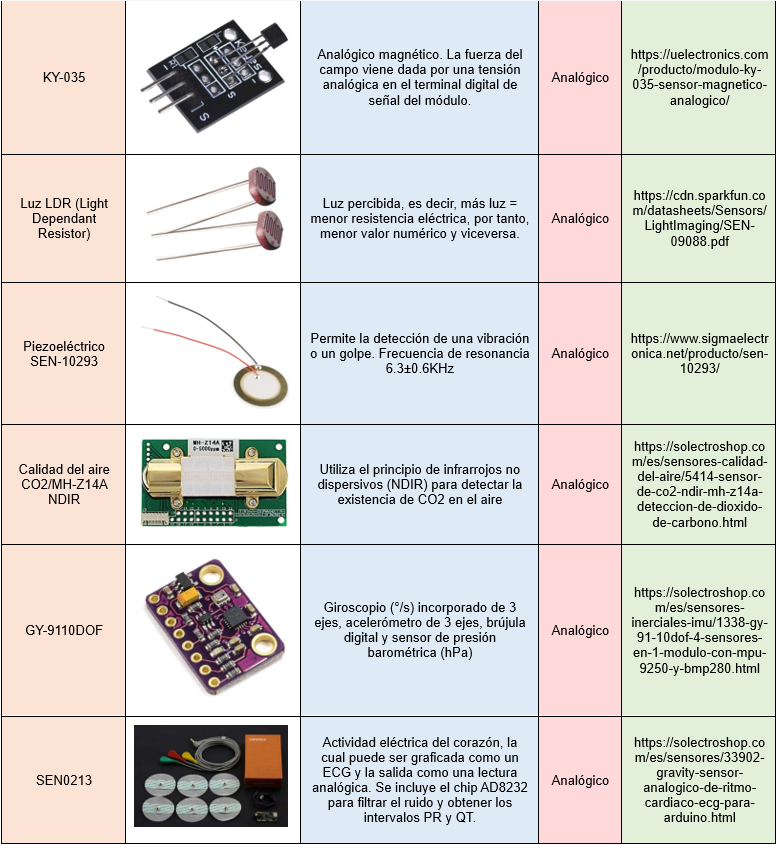 KY-035
Analógico magnético. La fuerza del
campo viene dada por una tensión
analógica en el terminal digital de
señal del módulo.
Analógico
https://uelectronics.com
/producto/modulo-ky-
035-sensor-magnetico-
analogico/
Luz LDR (Light
Dependant
Resistor)
Luz percibida, es decir, más luz =
menor resistencia eléctrica, por tanto,
menor valor numérico y viceversa.
Analógico
https://cdn.sparkfun.co
m/datasheets/Sensors/
LightImaging/SEN-
09088.pdf
Piezoeléctrico
SEN-10293
Permite la detección de una vibración
o un golpe. Frecuencia de resonancia
6.3±0.6KHz
Analógico
https://www.sigmaelectr
onica.net/producto/sen-
10293/
Calidad del aire
CO2/MH-Z14A
NDIR
MH-Z14A
0-5000ppm
Utiliza el principio de infrarrojos no
dispersivos (NDIR) para detectar la
existencia de CO2 en el aire
Analógico
https://solectroshop.co
m/es/sensores-calidad-
del-aire/5414-sensor-
de-co2-ndir-mh-z14a-
deteccion-de-dioxido-
de-carbono.html
GY-9110DOF
Giroscopio (°/s) incorporado de 3
ejes, acelerómetro de 3 ejes, brújula
digital y sensor de presión
barométrica (hPa)
Analógico
https://solectroshop.co
m/es/sensores-
inerciales-imu/1338-gy-
91-10dof-4-sensores-
en-1-modulo-con-mpu-
9250-y-bmp280.html
SEN0213
Actividad eléctrica del corazón, la
cual puede ser graficada como un
ECG y la salida como una lectura
analógica. Se incluye el chip AD8232
para filtrar el ruido y obtener los
intervalos PR y QT.
Analógico
https://solectroshop.co
m/es/sensores/33902-
gravity-sensor-
analogico-de-ritmo-
cardiaco-ecg-para-
arduino.html